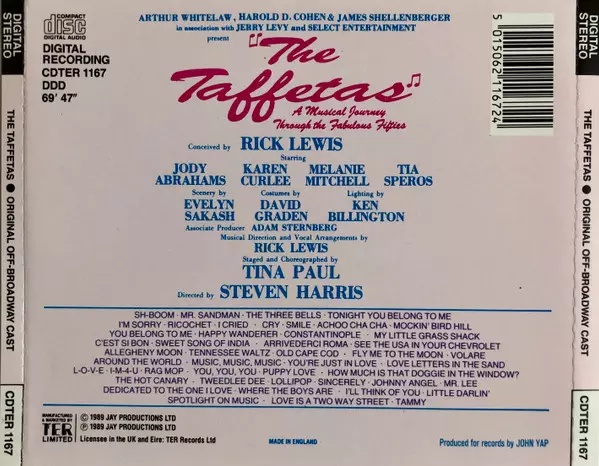 DIGITAL STEREO
THE TAFFETAS ● ORIGINAL OFF-BROADWAY CAST
CDTER 1167
COMPACT
disc
DIGITAL AUDIO
DIGITAL
RECORDING
CDTER 1167
DDD
69' 47"
ARTHUR WHITELAW, HAROLD D. COHEN & JAMES SHELLENBERGER
in association with JERRY LEVY and SELECT ENTERTAINMENT
present
"The
Taffetas"
A Musical Journey
Through the Fabulous Fifties
5 015062 116724
Conceived by RICK LEWIS
Starring
JODY KAREN MELANIE TIA
ABRAHAMS CURLEE MITCHELL SPEROS
Scenery by Costumes by Lighting by
EVELYN DAVID KEN
SAKASH GRADEN BILLINGTON
Associate Producer ADAM STERNBERG
Musical Direction and Vocal Arrangements by
RICK LEWIS
Staged and Choreographed by
TINA PAUL
Directed by STEVEN HARRIS
SH-BOOM · MR. SANDMAN · THE THREE BELLS · TONIGHT YOU BELONG TO ME
I'M SORRY · RICOCHET · I CRIED · CRY · SMILE · ACHOO CHA CHA · MOCKIN' BIRD HILL
YOU BELONG TO ME · HAPPY WANDERER · CONSTANTINOPLE · MY LITTLE GRASS SHACK
C'EST SI BON · SWEET SONG OF INDIA · ARRIVEDERCI ROMA · SEE THE USA IN YOUR CHEVROLET
ALLEGHENY MOON · TENNESSEE WALTZ · OLD CAPE COD · FLY ME TO THE MOON · VOLARE
AROUND THE WORLD · MUSIC, MUSIC, MUSIC · YOU'RE JUST IN LOVE · LOVE LETTERS IN THE SAND
L-O-V-E · I-M-4-U · RAG MOP · YOU, YOU, YOU · PUPPY LOVE · HOW MUCH IS THAT DOGGIE IN THE WINDOW?
THE HOT CANARY · TWEEDLEE DEE · LOLLIPOP · SINCERELY · JOHNNY ANGEL · MR. LEE
DEDICATED TO THE ONE I LOVE · WHERE THE BOYS ARE · I'LL THINK OF YOU · LITTLE DARLIN'
SPOTLIGHT ON MUSIC · LOVE IS A TWO WAY STREET · TAMMY
MANUFACTURED
& MARKETED BY
TER
LIMITED
© 1989 JAY PRODUCTIONS LTD
℗ 1989 JAY PRODUCTIONS LTD
Licensees in the UK and Eire: TER Records Ltd
MADE IN ENGLAND
Produced for records by JOHN YAP
DIGITAL STEREO
THE TAFFETAS ● ORIGINAL OFF-BROADWAY CAST
CDTER 1167